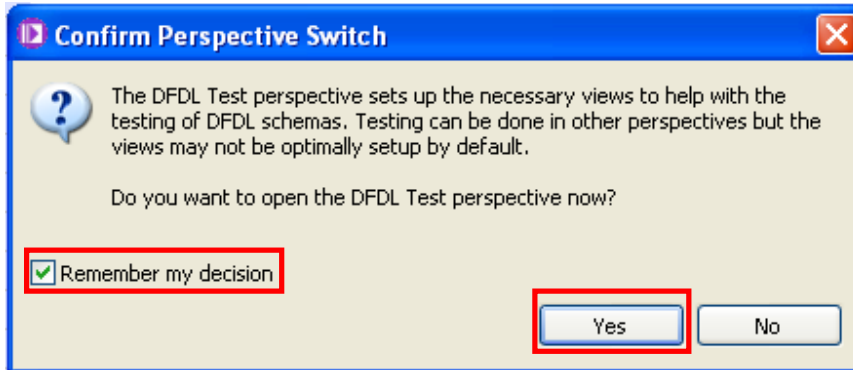 Confirm Perspective Switch
The DFDL Test perspective sets up the necessary views to help with the
testing of DFDL schemas. Testing can be done in other perspectives but the
views may not be optimally setup by default.
Do you want to open the DFDL Test perspective now?
Remember my decision
Yes No